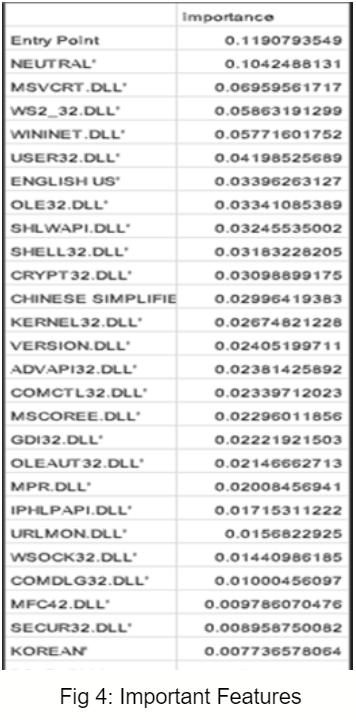 Importance
Entry Point 0.1190793549
NEUTRAL' 0.1042488131
MSVCRT.DLL' 0.06959561717
WS2_32.DLL' 0.05863191299
WININET.DLL' 0.05771601752
USER32.DLL' 0.04198525689
ENGLISH US' 0.03396263127
OLE32.DLL' 0.03341085389
SHLWAPI.DLL' 0.03245535002
SHELL32.DLL' 0.03183228205
CRYPT32.DLL' 0.03098899175
CHINESE SIMPLIFIE 0.02996419383
KERNEL32.DLL' 0.02674821228
VERSION.DLL' 0.02405199711
ADVAPI32.DLL' 0.02381425892
COMCTL32.DLL' 0.02339712023
MSCOREE.DLL' 0.02296011856
GDI32.DLL' 0.02221921503
OLEAUT32.DLL' 0.02146662713
MPR.DLL' 0.02008456941
IPHLPAPI.DLL' 0.01715311222
URLMON.DLL' 0.0156822925
WSOCK32.DLL' 0.01440986185
COMDLG32.DLL' 0.01000456097
MFC42.DLL' 0.009786070476
SECUR32.DLL' 0.008958750082
KOREAN' 0.007736578064
Fig 4: Important Features